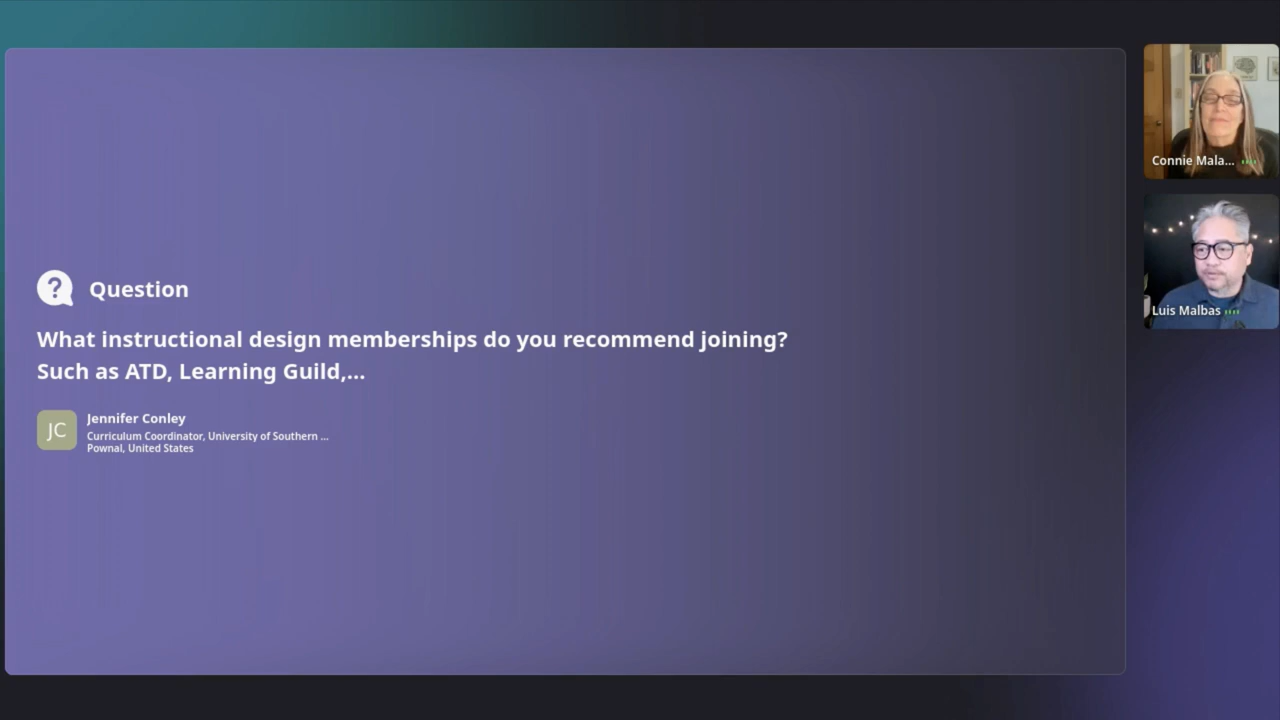 Question
What instructional design memberships do you recommend joining?
Such as ATD, Learning Guild,...
JC
Jennifer Conley
Curriculum Coordinator, University of Southern ...
Pownal, United States
Connie Mala...
Luis Malbas